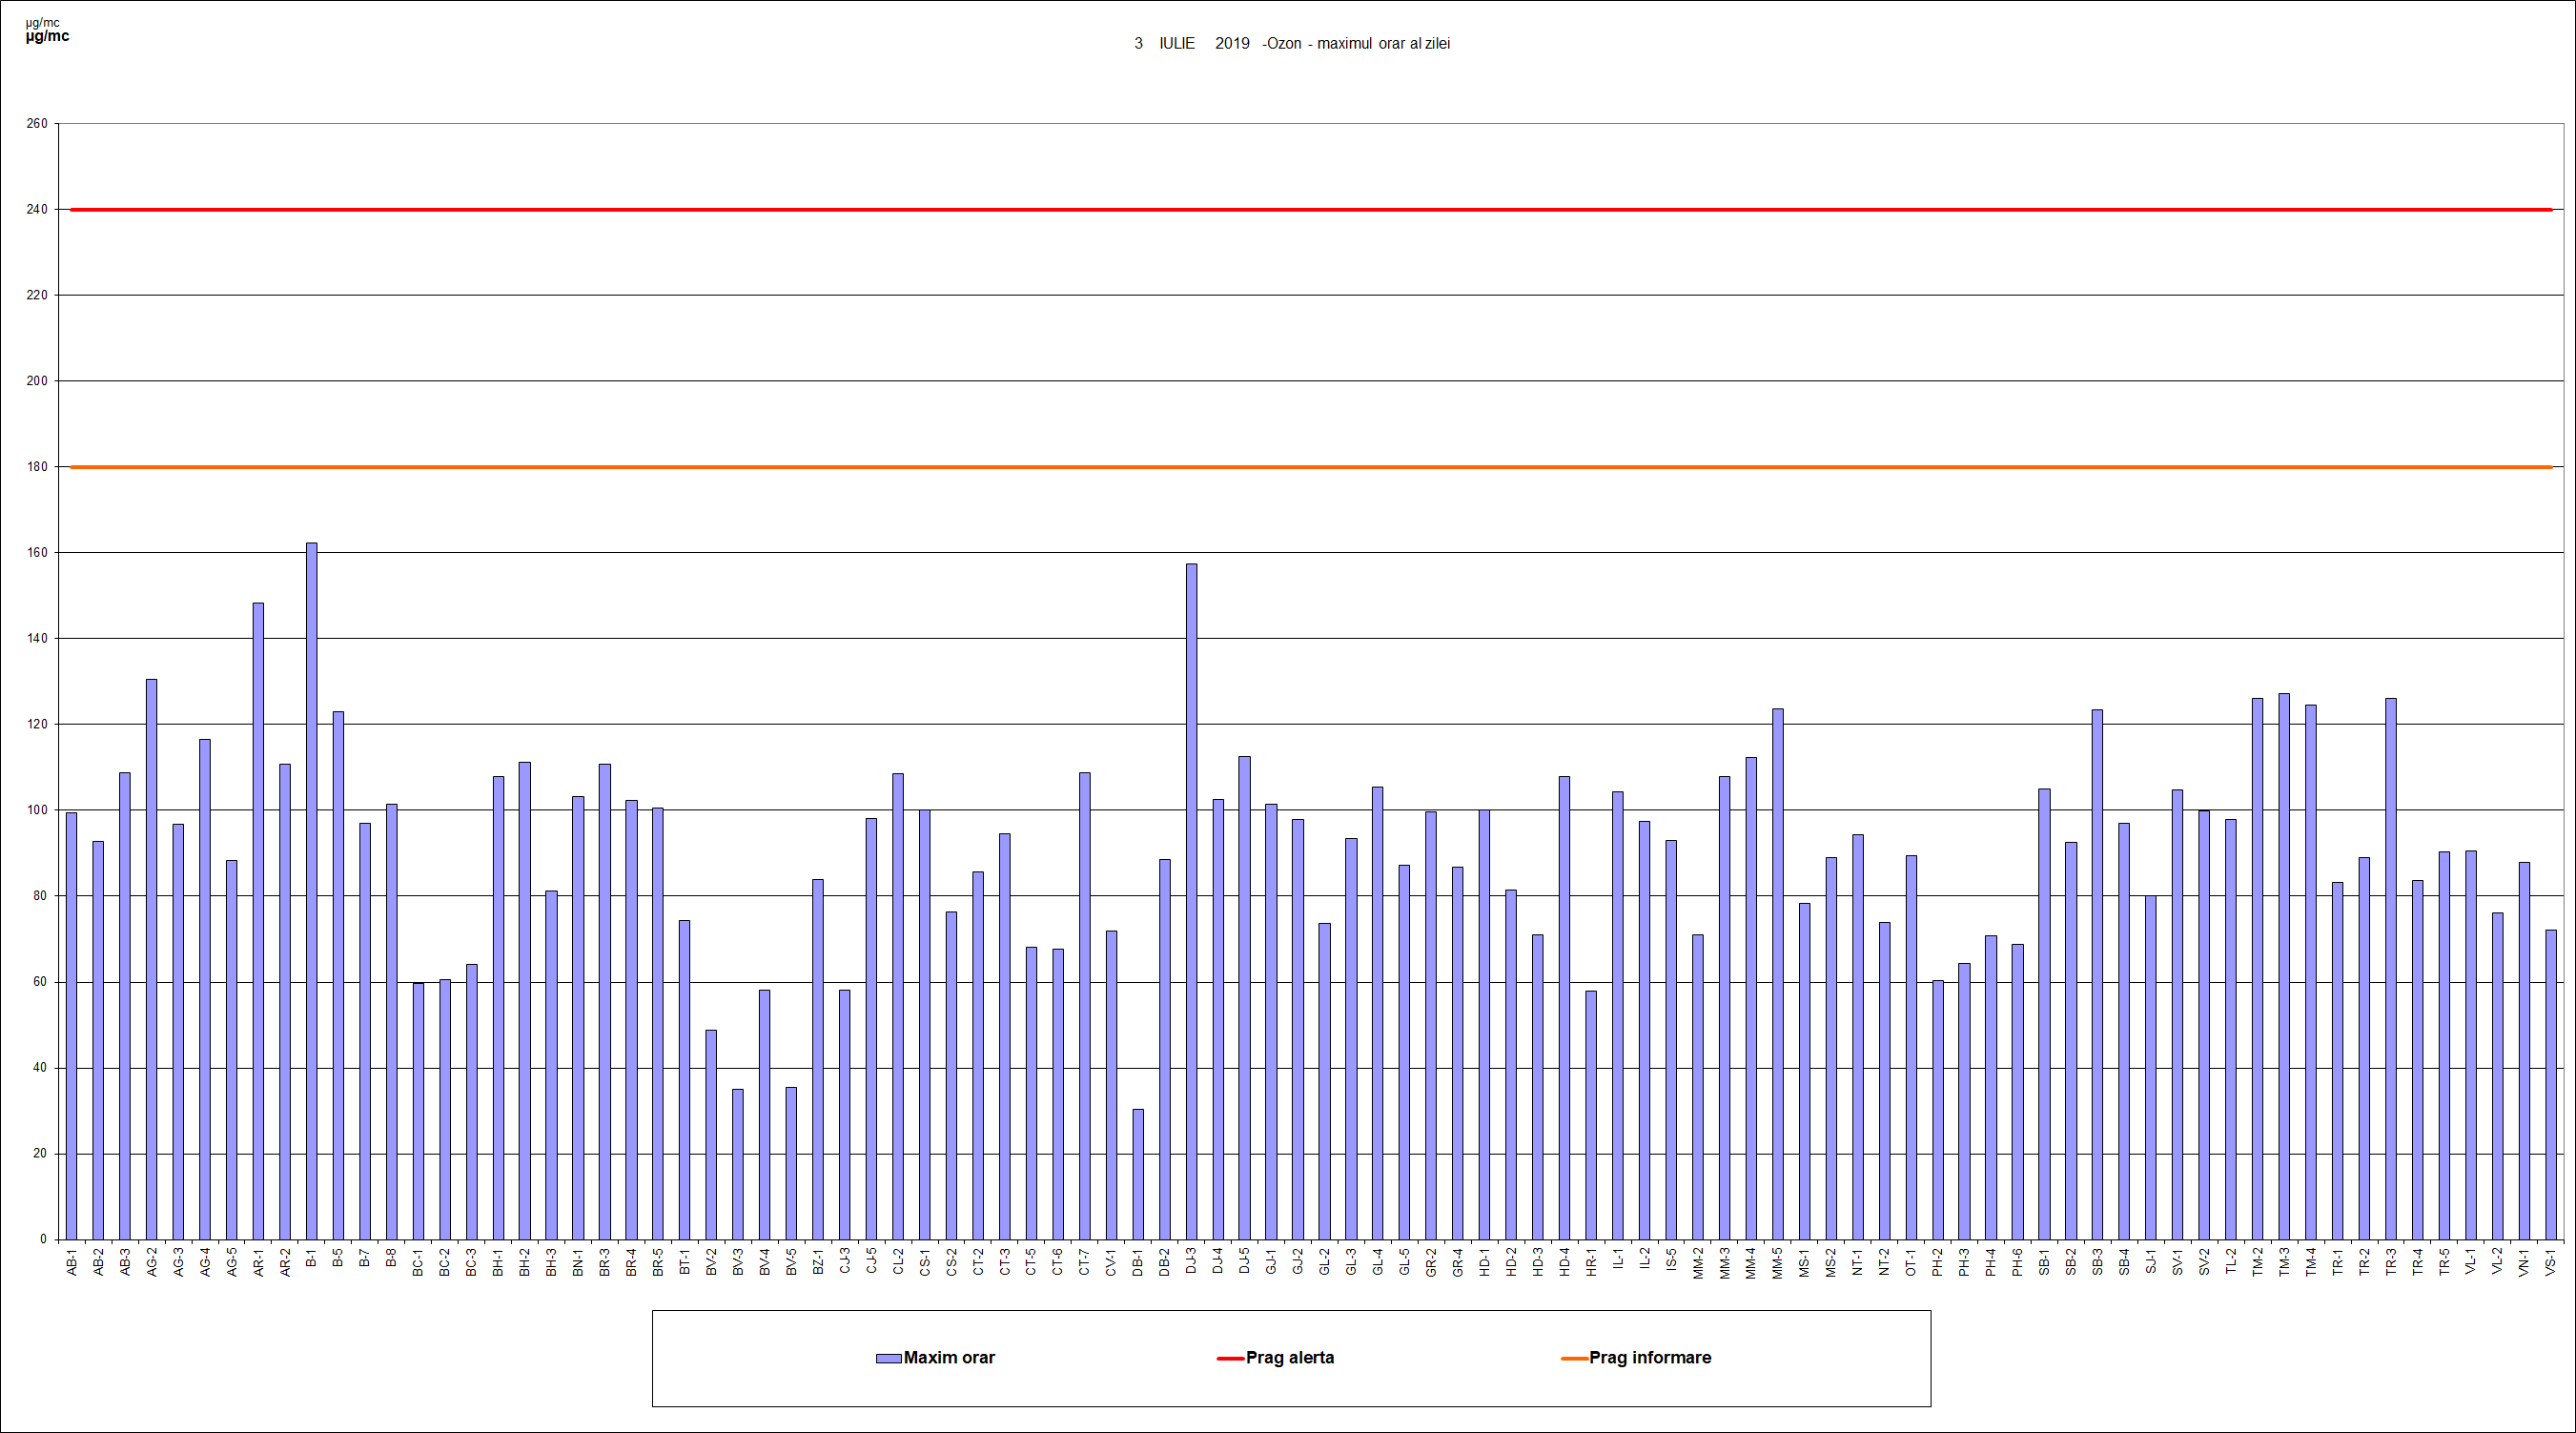 µg/mc
µg/mc
3 IULIE 2019 -Ozon - maximul orar al zilei
260
240
220
200
180
160
140
120
100
80
60
40
20
0
AB-1 AB-2 AB-3 AG-2 AG-3 AG-4 AG-5 AR-1 AR-2 B-1 B-5 B-7 B-8 BC-1 BC-2 BC-3 BH-1 BH-2 BH-3 BN-1 BR-3 BR-4 BR-5 BT-1 BV-2 BV-3 BV-4 BV-5 BZ-1 CJ-3 CJ-5 CL-2 CS-1 CS-2 CT-2 CT-3 CT-5 CT-6 CT-7 CV-1 DB-1 DB-2 DJ-3 DJ-4 DJ-5 GJ-1 GJ-2 GL-2 GL-3 GL-4 GL-5 GR-2 GR-4 HD-1 HD-2 HD-3 HD-4 HR-1 IL-1 IL-2 IS-5 MM-2 MM-3 MM-4 MM-5 MS-1 MS-2 NT-1 NT-2 OT-1 PH-2 PH-3 PH-4 PH-6 SB-1 SB-2 SB-3 SB-4 SJ-1 SV-1 SV-2 TL-2 TM-2 TM-3 TM-4 TR-1 TR-2 TR-3 TR-4 TR-5 VL-1 VL-2 VN-1 VS-1
Maxim orar Prag alerta Prag informare